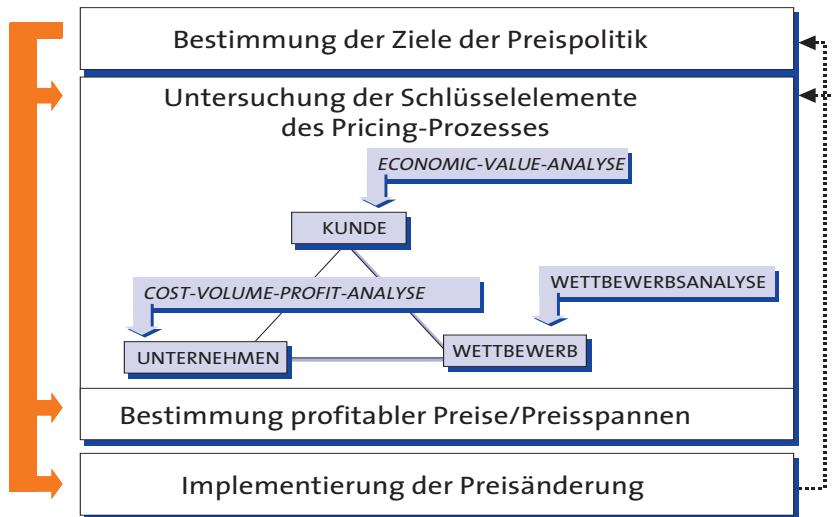 Bestimmung der Ziele der Preispolitik
Untersuchung der Schlüsselelemente
des Pricing-Prozesses
ECONOMIC-VALUE-ANALYSE
KUNDE
COST-VOLUME-PROFIT-ANALYSE
WETTBEWERBSANALYSE
UNTERNEHMEN
WETTBEWERB
Bestimmung profitabler Preise/Preisspannen
Implementierung der Preisänderung